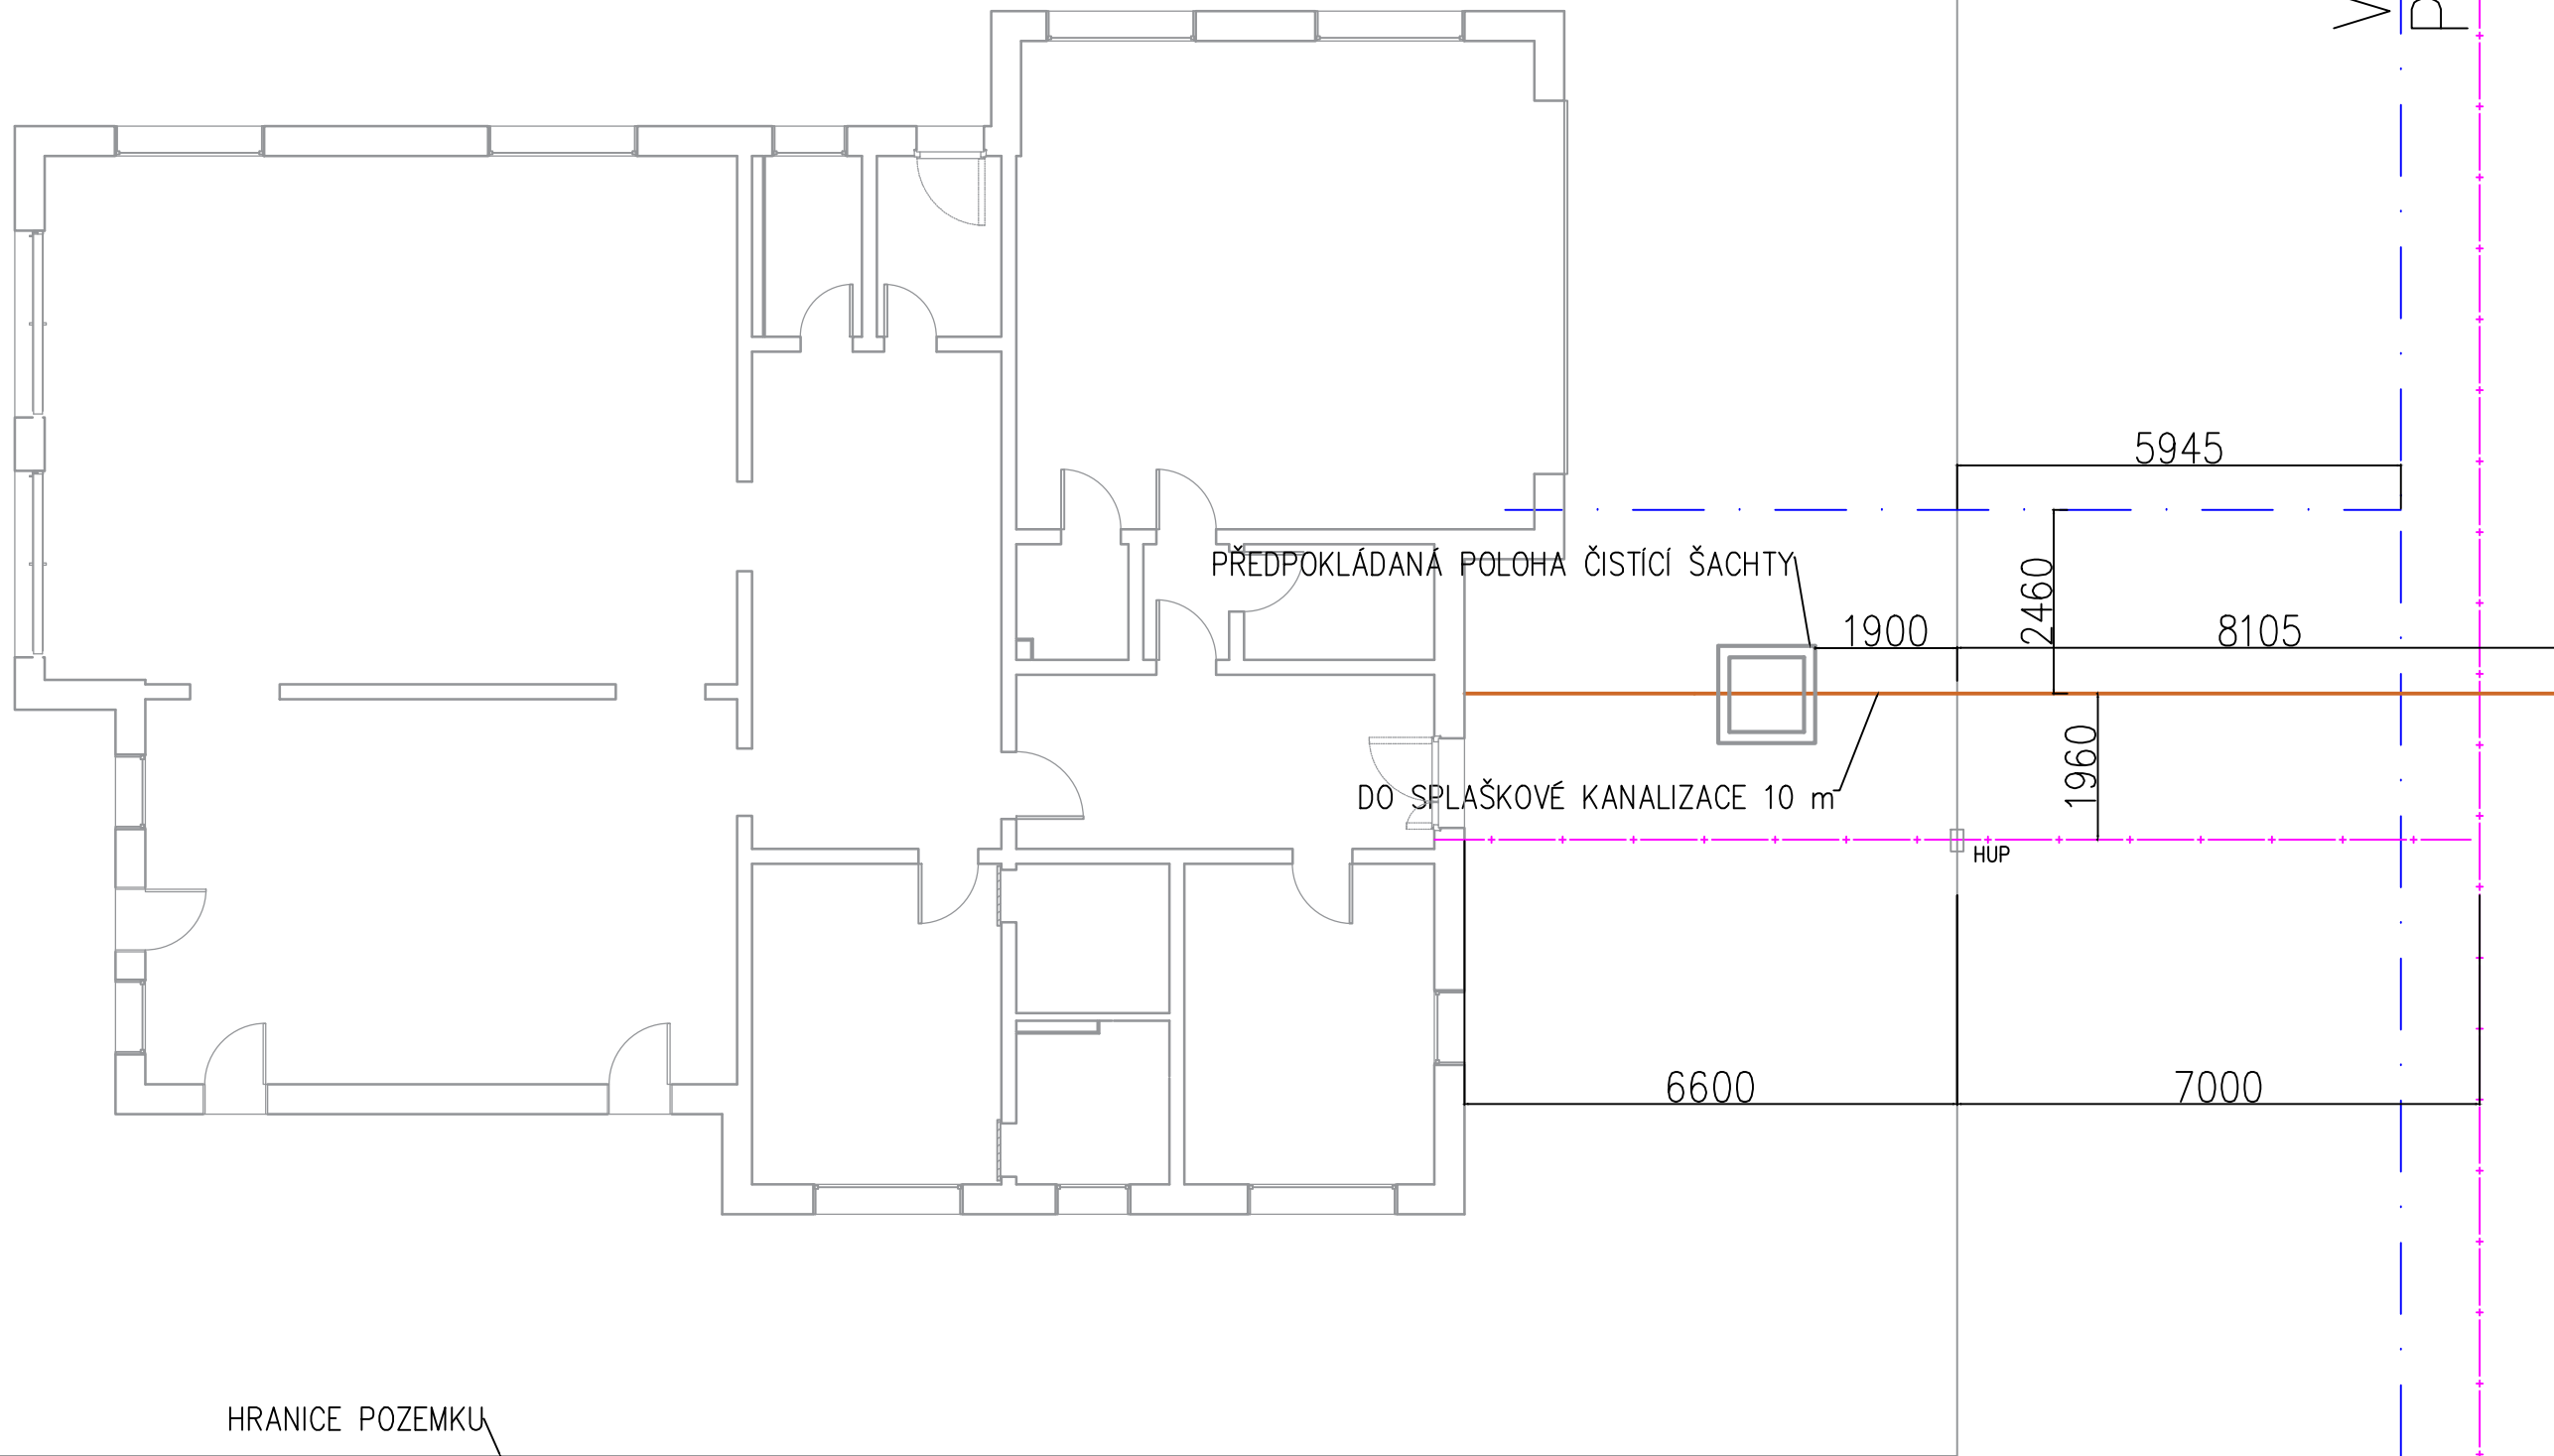 V
P
5945
PŘEDPOKLÁDANÁ POLOHA ČISTÍCÍ ŠACHTY
2460
1900
8105
1960
DO SPLAŠKOVÉ KANALIZACE 10 m
HUP
6600
7000
HRANICE POZEMKU